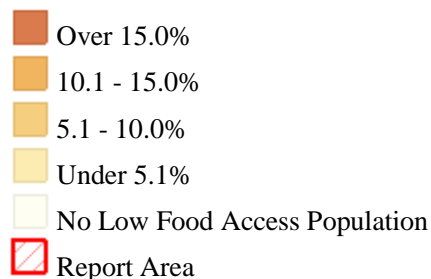 Over 15.0%
10.1 - 15.0%
5.1 - 10.0%
Under 5.1%
No Low Food Access Population
Report Area